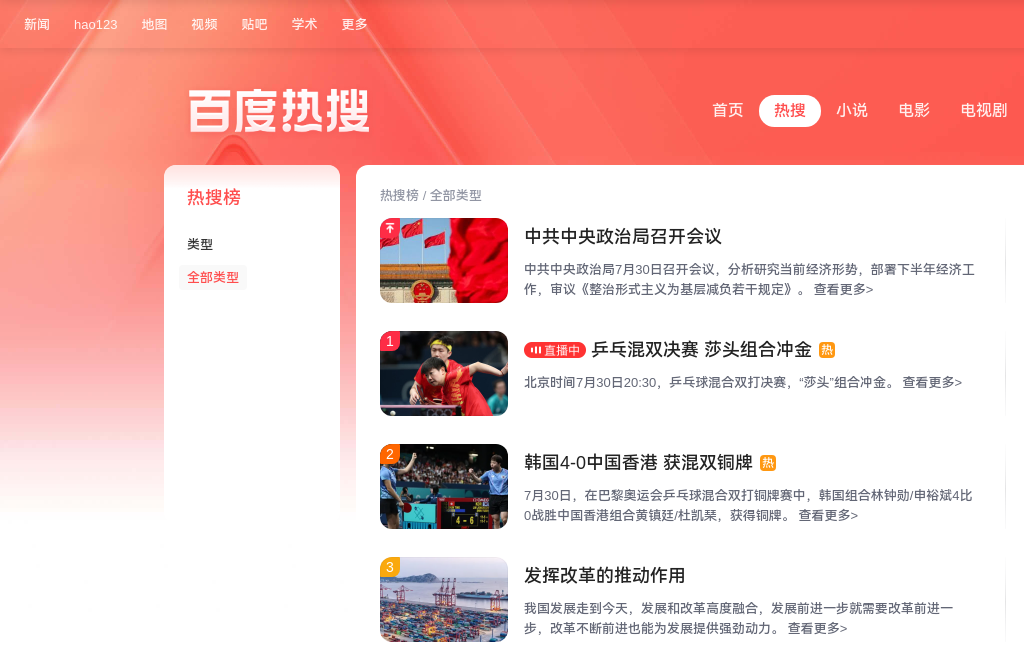 新闻 hao123 地图 视频 贴吧 学术 更多
百度热搜
首页 热搜 小说 电影 电视剧
热搜榜
类型
全部类型
热搜榜 / 全部类型
中共中央政治局召开会议
中共中央政治局7月30日召开会议，分析研究当前经济形势，部署下半年经济工
作，审议《整治形式主义为基层减负若干规定》。 查看更多>
1
直播中 乒乓混双决赛 莎头组合冲金 热
北京时间7月30日20:30，乒乓球混合双打决赛，“莎头”组合冲金。 查看更多>
2
韩国4-0中国香港 获混双铜牌 热
7月30日，在巴黎奥运会乒乓球混合双打铜牌赛中，韩国组合林钟勋/申裕斌4比
0战胜中国香港组合黄镇廷/杜凯琹，获得铜牌。 查看更多>
4 - 6
3
发挥改革的推动作用
我国发展走到今天，发展和改革高度融合，发展前进一步就需要改革前进一
步，改革不断前进也能为发展提供强劲动力。 查看更多>